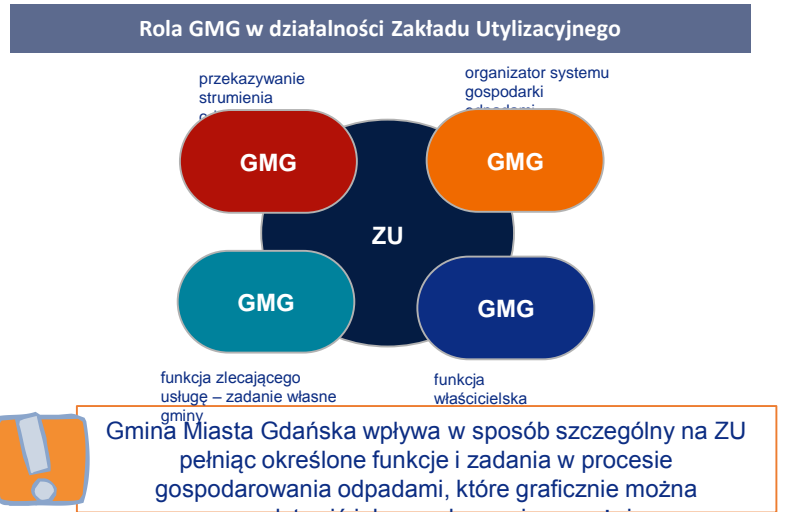 Rola GMG w działalności Zakładu Utylizacyjnego
przekazywanie
strumienia
organizator systemu
gospodarki
odpadami
GMG
GMG
ZU
GMG
GMG
funkcja zlecającego
usługę – zadanie własne
gminy
funkcja
właścicielska
Gmina Miasta Gdańska wpływa w sposób szczególny na ZU
pełniąc określone funkcje i zadania w procesie
gospodarowania odpadami, które graficznie można